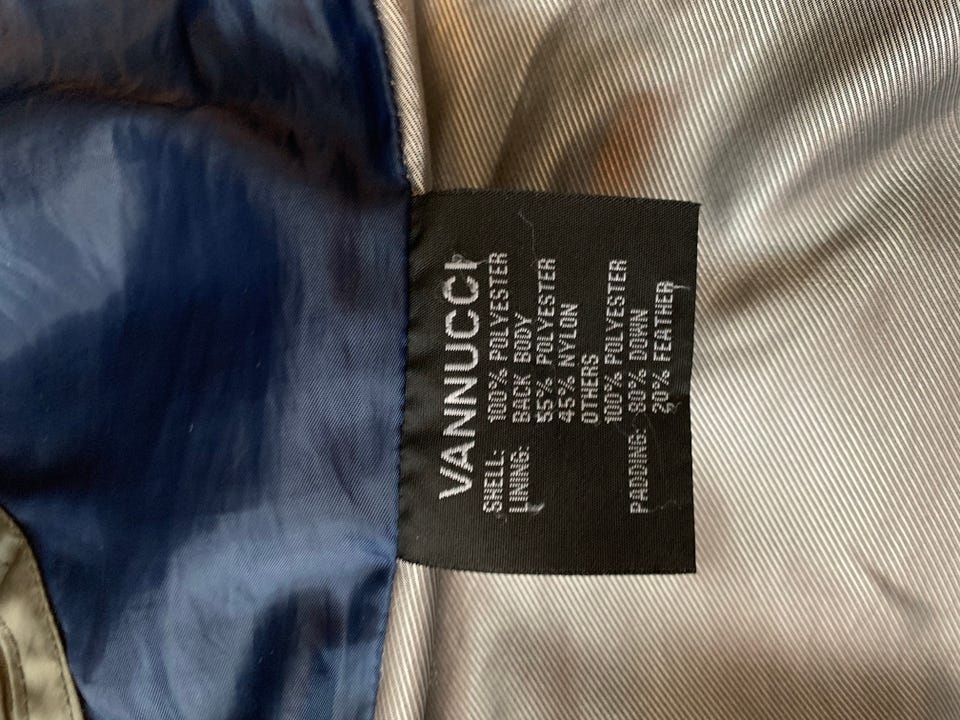 VANNUCCI
SHELL: 100% POLYESTER
LINING: BACK BODY
55% POLYESTER
45% NYLON
OTHERS
100% POLYESTER
PADDING: 80% DOWN
20% FEATHER